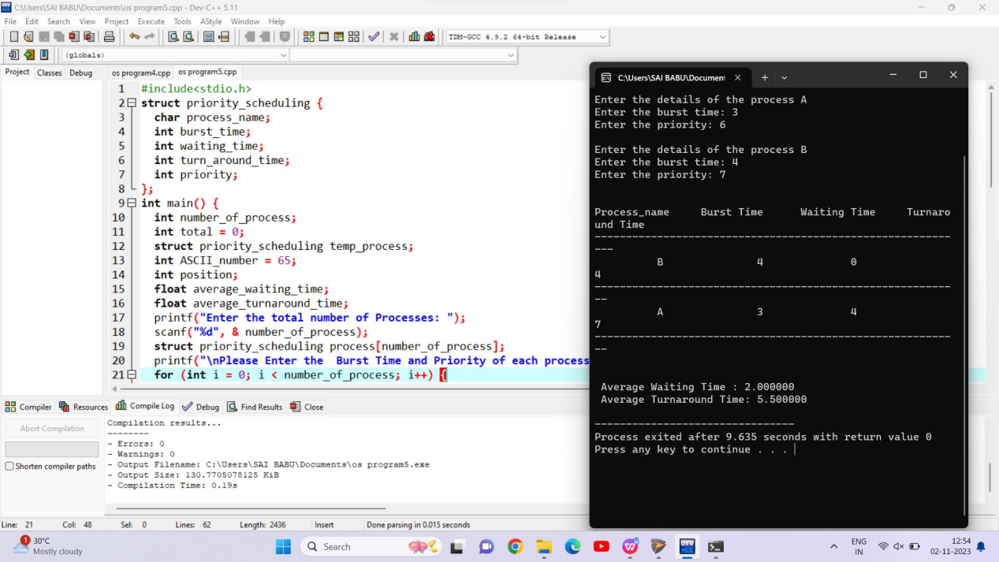 C:\Users\SAI BABU\Documents\os program5.cpp - Dev-C++ 5.11
File Edit Search View Project Execute Tools AStyle Window Help
TDM-GCC 4.9.2 64-bit Release
(globals)
Project Classes Debug
os program4.cpp os program5.cpp
1 #include<stdio.h>
2 struct priority_scheduling {
3 char process_name;
4 int burst_time;
5 int waiting_time;
6 int turn_around_time;
7 int priority;
8 };
9 int main() {
10 int number_of_process;
11 int total = 0;
12 struct priority_scheduling temp_process;
13 int ASCII_number = 65;
14 int position;
15 float average_waiting_time;
16 float average_turnaround_time;
17 printf("Enter the total number of Processes: ");
18 scanf("%d", & number_of_process);
19 struct priority_scheduling process[number_of_process];
20 printf("\nPlease Enter the  Burst Time and Priority of each process
21 for (int i = 0; i < number_of_process; i++) {
C:\Users\SAI BABU\Document
Enter the details of the process A
Enter the burst time: 3
Enter the priority: 6
Enter the details of the process B
Enter the burst time: 4
Enter the priority: 7
Process_name Burst Time Waiting Time Turnaro
und Time
---------------------------------------------------------
---
B 4 0
4
---------------------------------------------------------
--
A 3 4
7
---------------------------------------------------------
--
Average Waiting Time : 2.000000
Average Turnaround Time: 5.500000
--------------------------------
Process exited after 9.635 seconds with return value 0
Press any key to continue . . .
Compiler Resources Compile Log Debug Find Results Close
Abort Compilation
Shorten compiler paths
Compilation results...
--------
- Errors: 0
- Warnings: 0
- Output Filename: C:\Users\SAI BABU\Documents\os program5.exe
- Output Size: 130.7705078125 KiB
- Compilation Time: 0.19s
Line: 21 Col: 48 Sel: 0 Lines: 62 Length: 2436 Insert Done parsing in 0.015 seconds
1
30°C
Mostly cloudy
Search
DEV
ENG
IN
12:54
02-11-2023